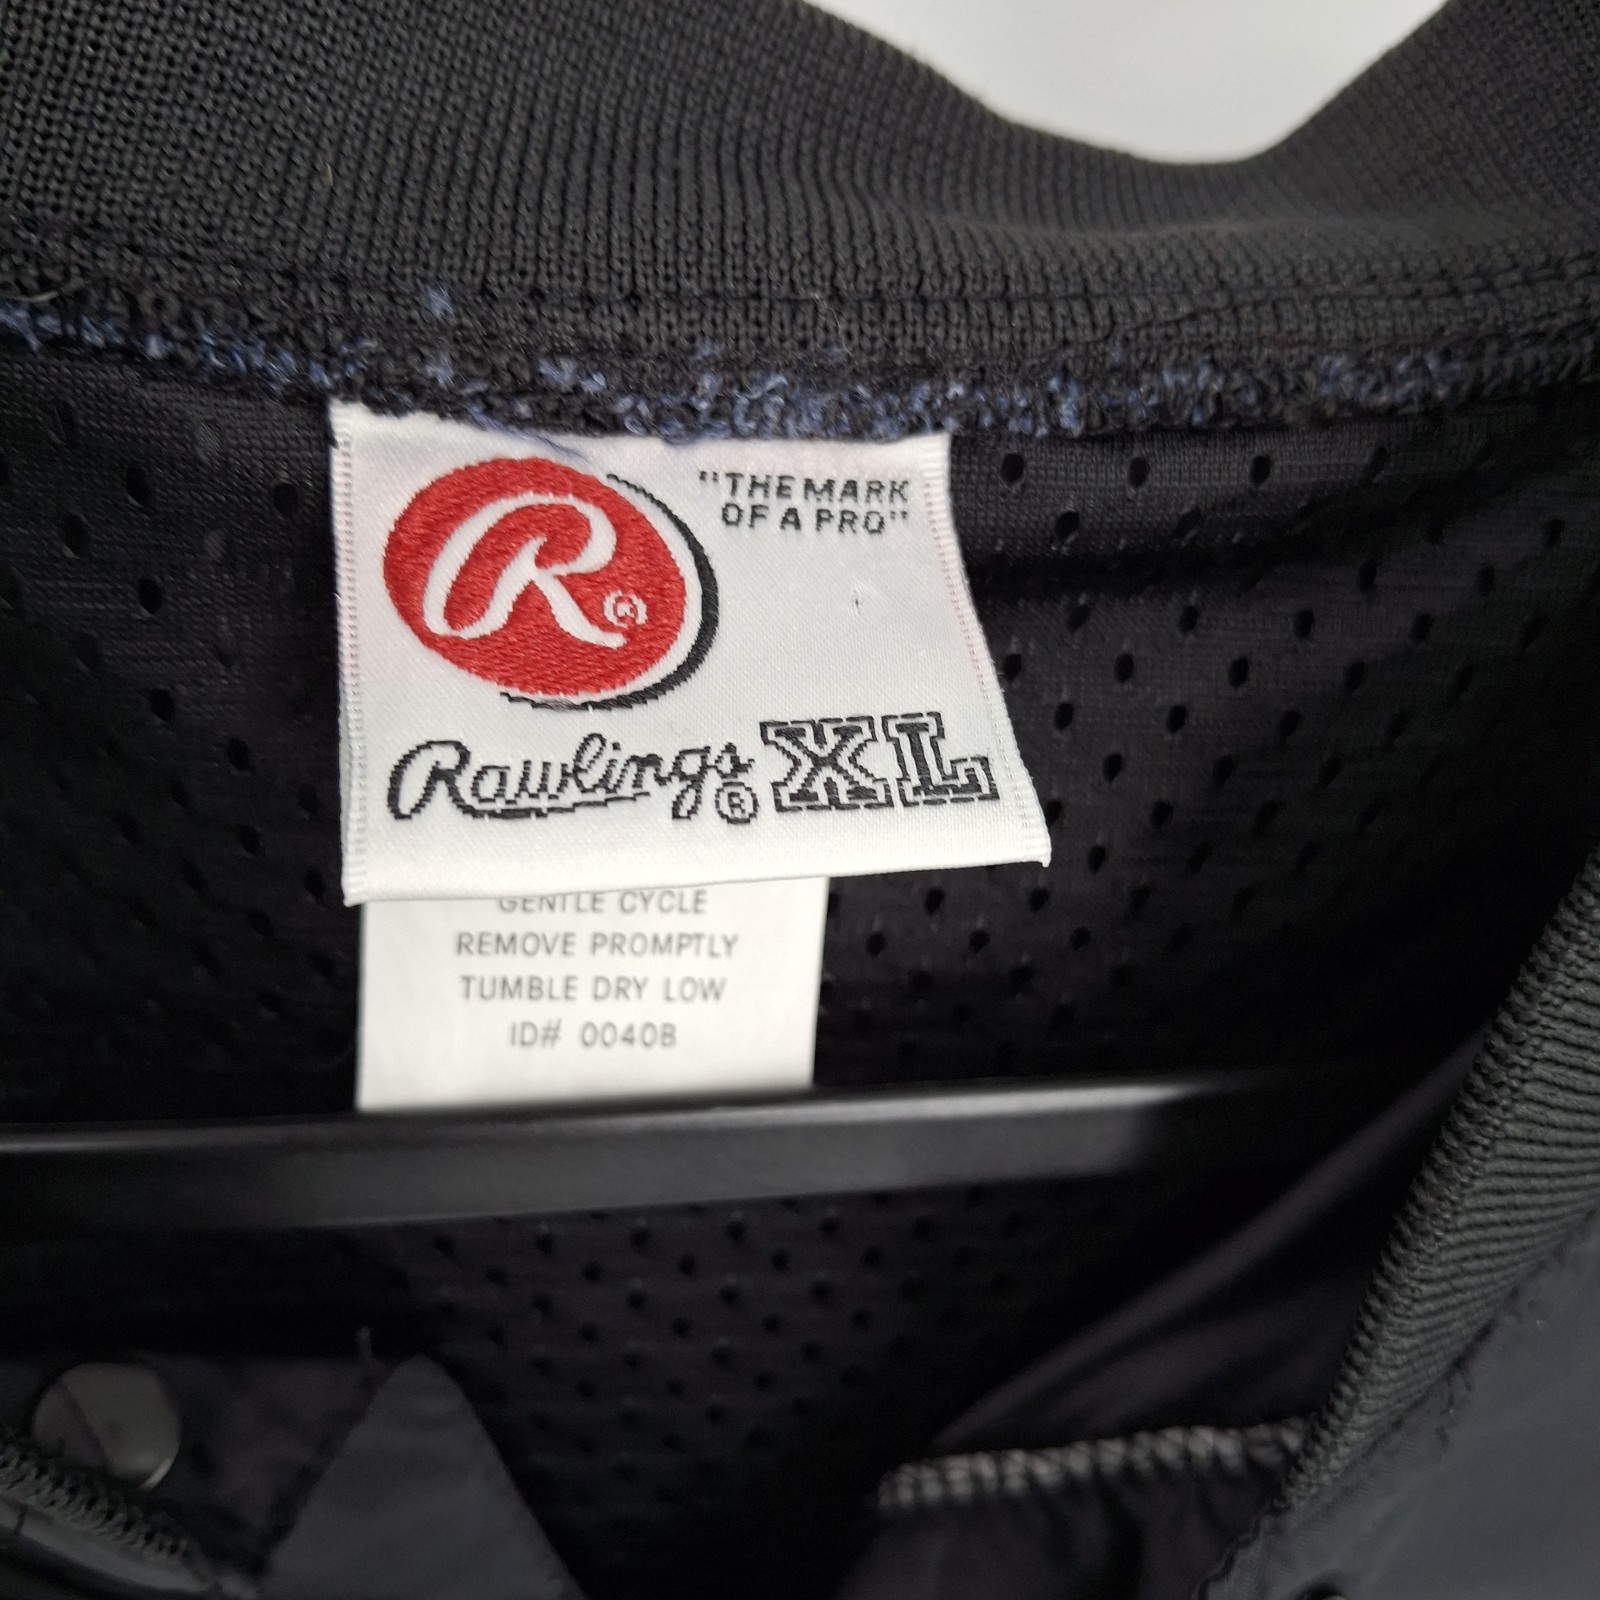 "THE MARK
OF A PRO"
R®
Rawlings® XL
GENTLE CYCLE
REMOVE PROMPTLY
TUMBLE DRY LOW
ID# 0040B